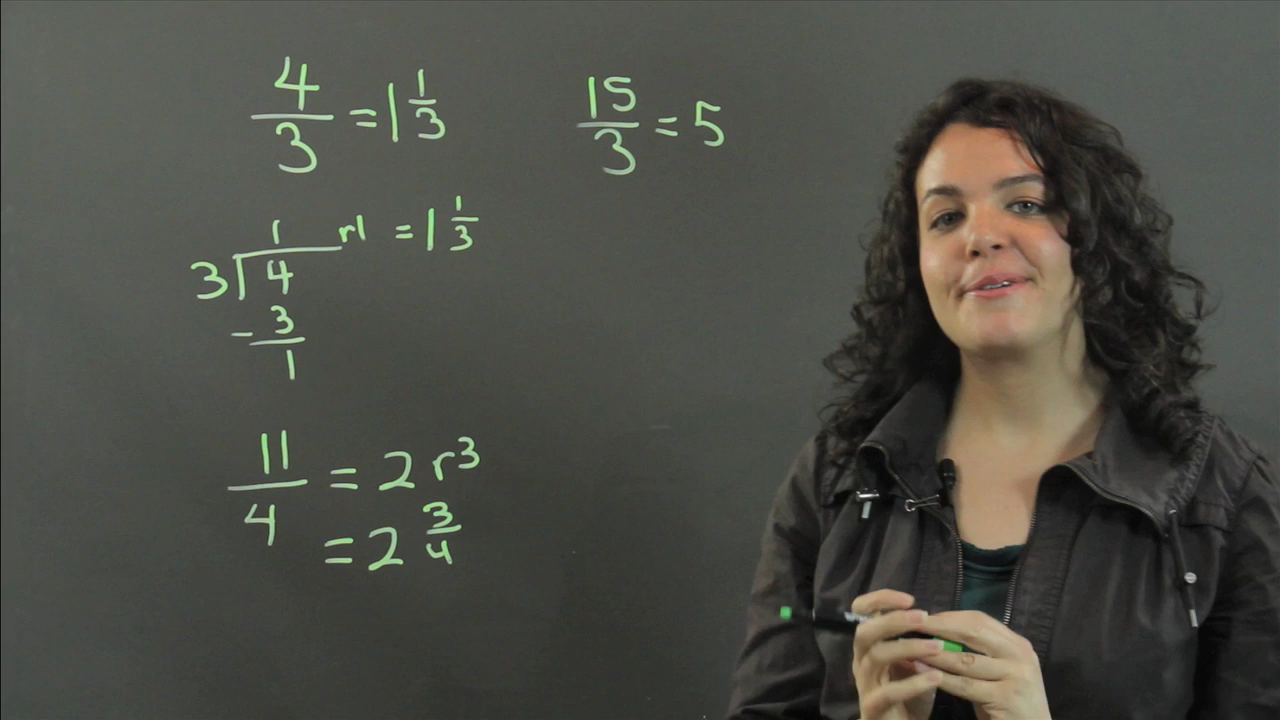 4/3 = 1 1/3
15/3 = 5
1 r1 = 1 1/3
3)4
- 3
1
11/4 = 2 r3
= 2 3/4